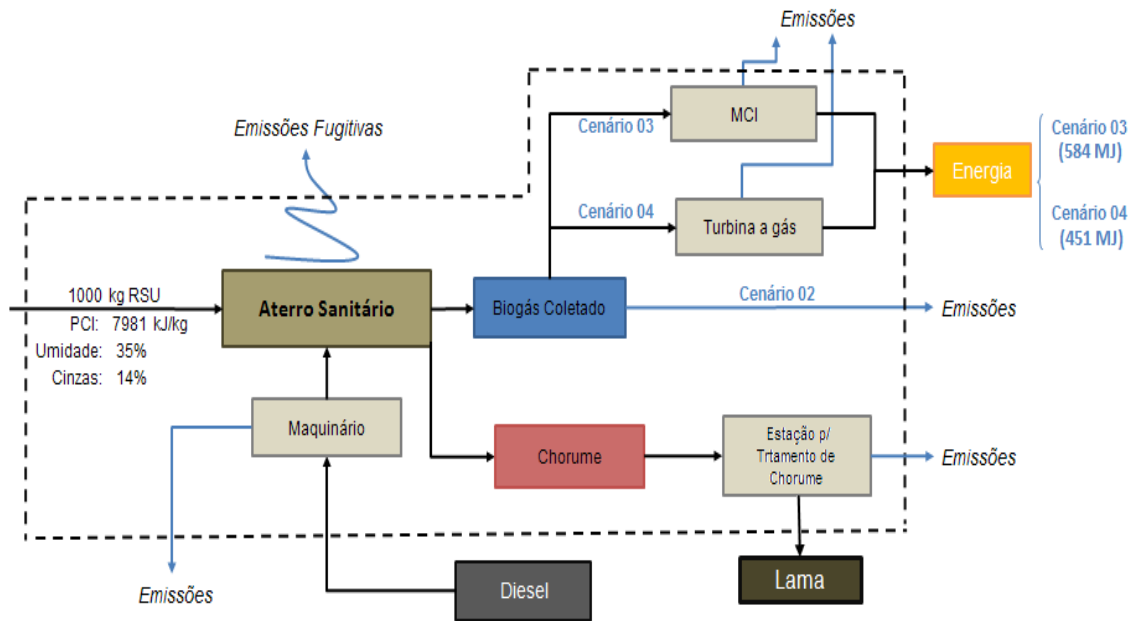 Emissões
MCI
Cenário 03
Emissões Fugitivas
Cenário 03
(584 MJ)
Energia
Cenário 04
Turbina a gás
Cenário 04
(451 MJ)
1000 kg RSU
PCI: 7981 kJ/kg
Umidade: 35%
Cinzas: 14%
Aterro Sanitário
Biogás Coletado
Cenário 02
Emissões
Maquinário
Chorume
Estação p/
Trtamento de
Chorume
Emissões
Emissões
Diesel
Lama